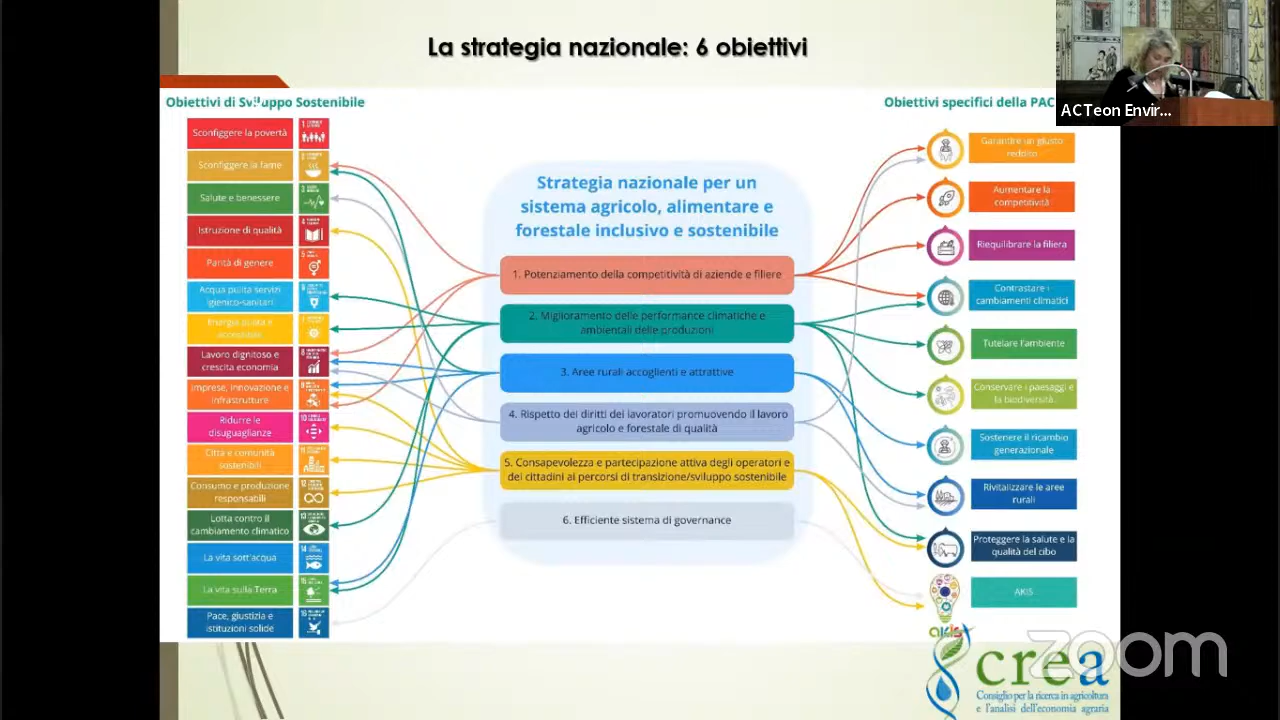 La strategia nazionale: 6 obiettivi
ACTeon Envir...
Obiettivi di Sviluppo Sostenibile
Obiettivi specifici della PAC
Sconfiggere la povertà
Sconfiggere la fame
Salute e benessere
Istruzione di qualità
Parità di genere
Acqua pulita servizi
igienico-sanitari
Energia pulita e
accessibile
Lavoro dignitoso e
crescita economia
Imprese, innovazione e
infrastrutture
Ridurre le
disuguaglianze
Città e comunità
sostenibili
Consumo e produzione
responsabili
Lotta contro il
cambiamento climatico
La vita sott'acqua
La vita sulla Terra
Pace, giustizia e
istituzioni solide
Strategia nazionale per un
sistema agricolo, alimentare e
forestale inclusivo e sostenibile
1. Potenziamento della competitività di aziende e filiere
2. Miglioramento delle performance climatiche e
ambientali delle produzioni
3. Aree rurali accoglienti e attrattive
4. Rispetto dei diritti dei lavoratori promuovendo il lavoro
agricolo e forestale di qualità
5. Consapevolezza e partecipazione attiva degli operatori e
dei cittadini ai percorsi di transizione/sviluppo sostenibile
6. Efficiente sistema di governance
Garantire un giusto
reddito
Aumentare la
competitività
Riequilibrare la filiera
Contrastare i
cambiamenti climatici
Tutelare l'ambiente
Conservare i paesaggi e
la biodiversità
Sostenere il ricambio
generazionale
Rivitalizzare le aree
rurali
Proteggere la salute e la
qualità del cibo
AKIS
akis
crea
Consiglio per la ricerca in agricoltura
e l'analisi dell'economia agraria
zoom